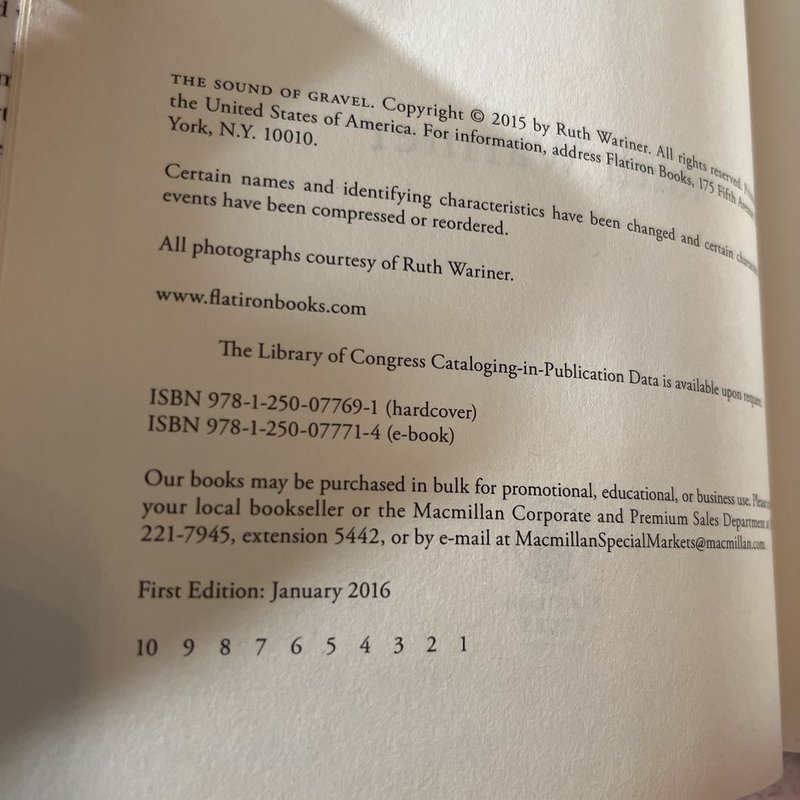 THE SOUND OF GRAVEL. Copyright © 2015 by Ruth Wariner. All rights reserved.
the United States of America. For information, address Flatiron Books, 175 Fifth Avenue
York, N.Y. 10010.
Certain names and identifying characteristics have been changed and certain
events have been compressed or reordered.
All photographs courtesy of Ruth Wariner.
www.flatironbooks.com
The Library of Congress Cataloging-in-Publication Data is available upon request.
ISBN 978-1-250-07769-1 (hardcover)
ISBN 978-1-250-07771-4 (e-book)
Our books may be purchased in bulk for promotional, educational, or business use. Please
your local bookseller or the Macmillan Corporate and Premium Sales Department
221-7945, extension 5442, or by e-mail at MacmillanSpecialMarkets@macmillan.com.
First Edition: January 2016
10 9 8 7 6 5 4 3 2 1